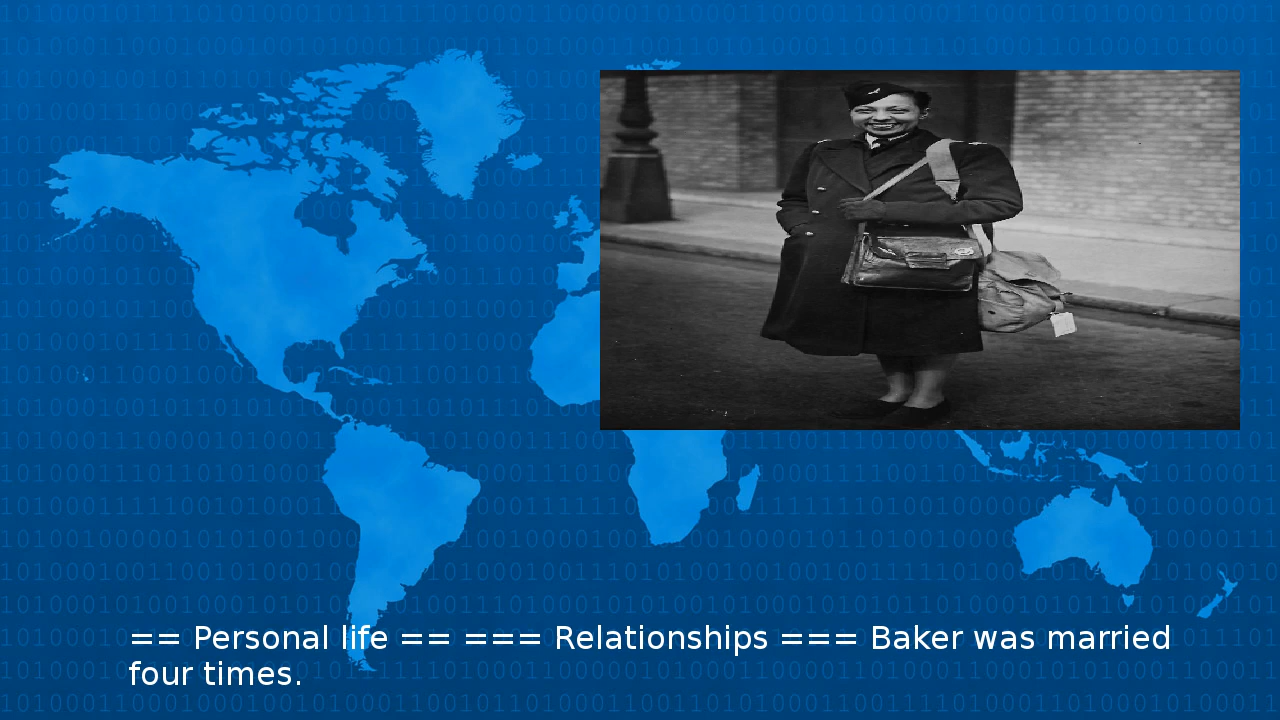 == Personal life == === Relationships === Baker was married
four times.